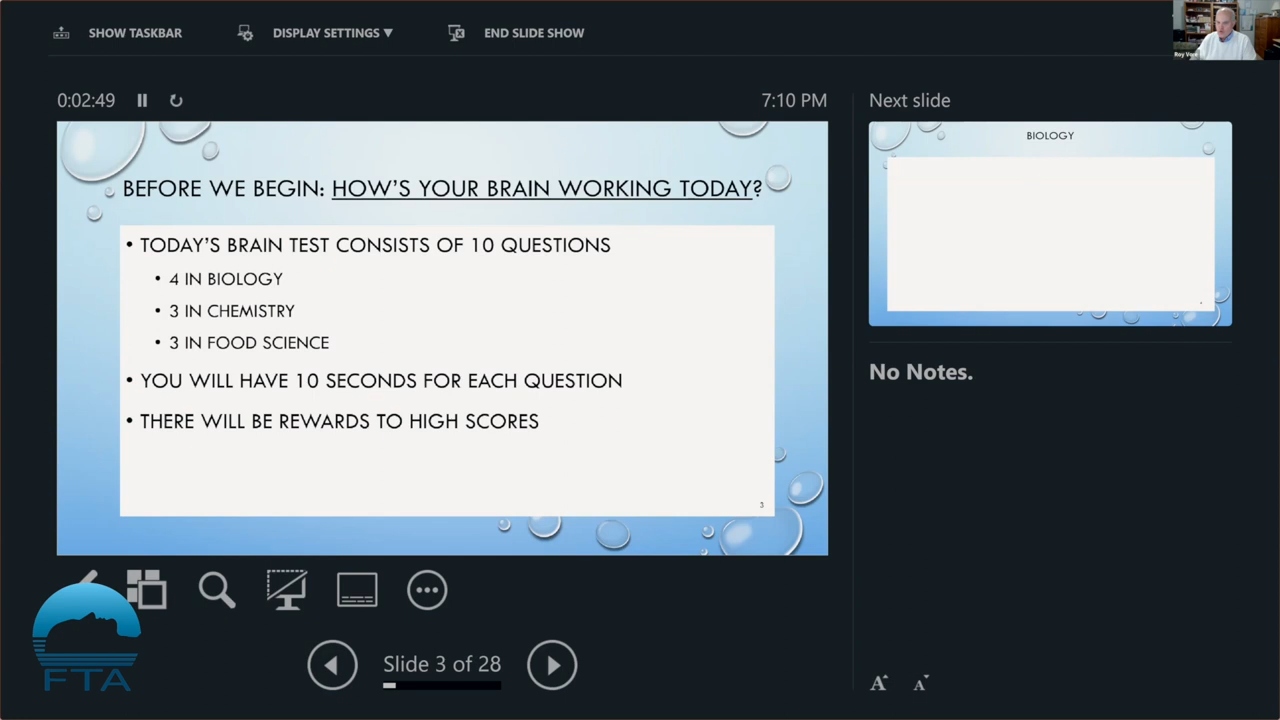 SHOW TASKBAR
DISPLAY SETTINGS ▼
END SLIDE SHOW
0:02:49
7:10 PM
BEFORE WE BEGIN: HOW'S YOUR BRAIN WORKING TODAY?
• TODAY'S BRAIN TEST CONSISTS OF 10 QUESTIONS
• 4 IN BIOLOGY
• 3 IN CHEMISTRY
• 3 IN FOOD SCIENCE
• YOU WILL HAVE 10 SECONDS FOR EACH QUESTION
• THERE WILL BE REWARDS TO HIGH SCORES
3
Slide 3 of 28
FTA
Next slide
BIOLOGY
No Notes.
A
A
Roy